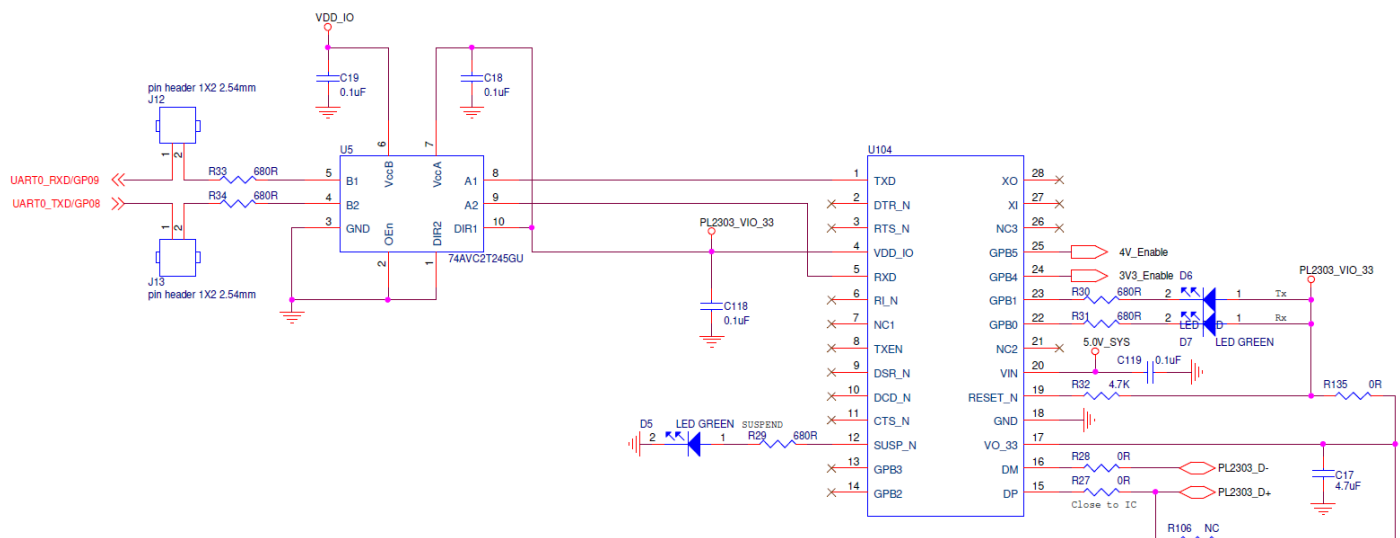 VDD_IO
C19
0.1uF
C18
0.1uF
pin header 1X2 2.54mm
J12
1
2
UART0_RXD/GP09
R33 680R
UART0_TXD/GP08
R34 680R
1
2
J13
pin header 1X2 2.54mm
U5
6
7
VccB
VccA
5 B1
4 B2
3 GND
A1 8
A2 9
DIR1 10
OEn
DIR2
2
1
74AVC2T245GU
PL2303_VIO_33
C118
0.1uF
U104
1 TXD
2 DTR_N
3 RTS_N
4 VDD_IO
5 RXD
6 RI_N
7 NC1
8 TXEN
9 DSR_N
10 DCD_N
11 CTS_N
12 SUSP_N
13 GPB3
14 GPB2
XO 28
XI 27
NC3 26
GPB5 25
GPB4 24
GPB1 23
GPB0 22
NC2 21
VIN 20
RESET_N 19
GND 18
VO_33 17
DM 16
DP 15
D5 LED GREEN SUSPEND
2
1
R29 680R
4V_Enable
3V3_Enable
D6
PL2303_VIO_33
R30 680R 2 1 Tx
R31 680R 2 1 Rx
D7 LED GREEN
5.0V_SYS
C119 0.1uF
R32 4.7K
R135 0R
R28 0R
PL2303_D-
R27 0R
PL2303_D+
Close to IC
C17
4.7uF
R106 NC